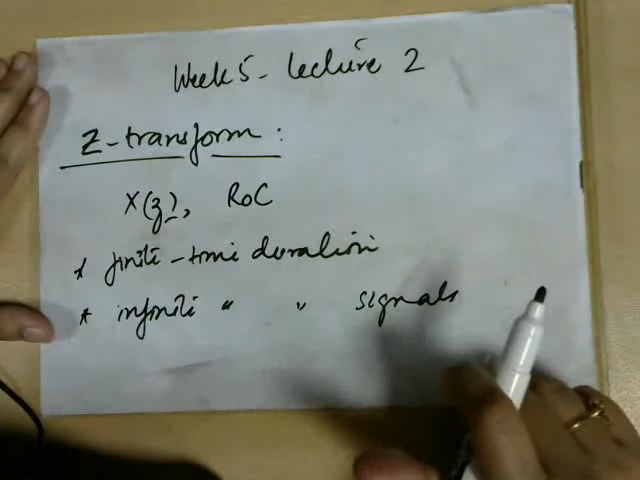 Week 5 - Lecture 2
Z-transform :
X(z), RoC
* finite-time duration
* infinite " " signals